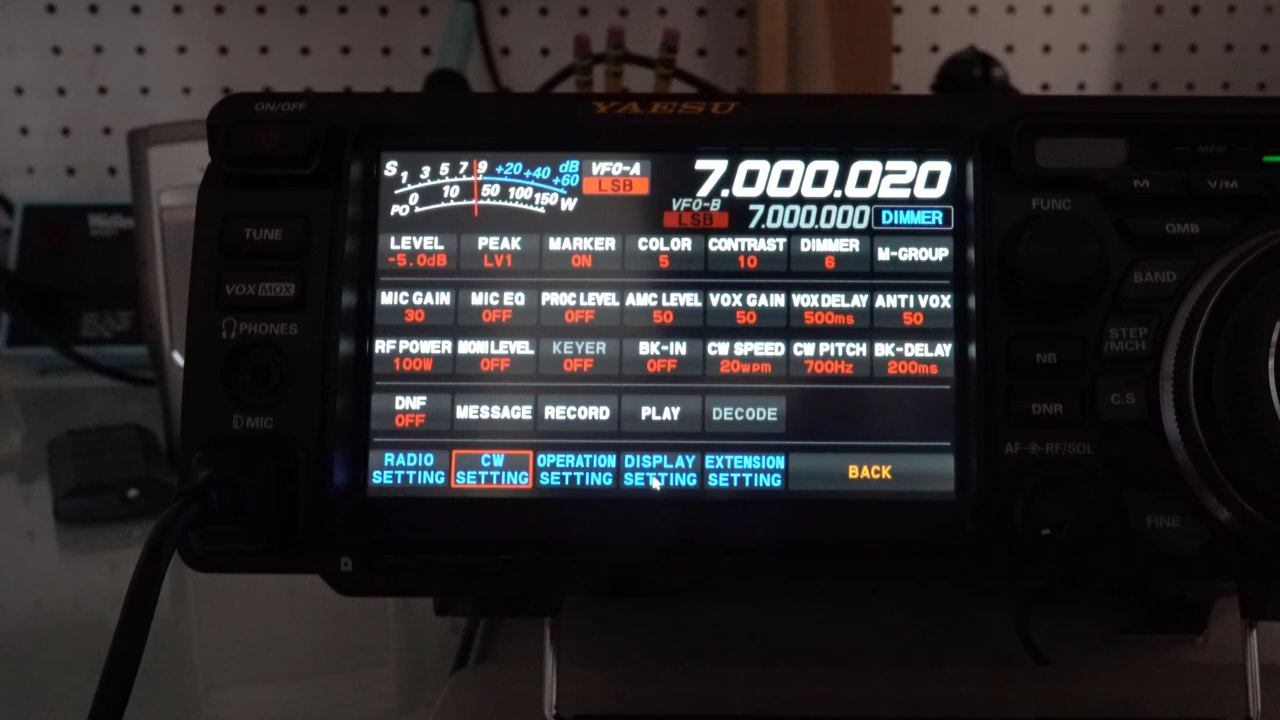 ON/OFF
YAESU
S 1 3 5 7 9 +20 +40 +60 dB
PO 0 10 50 100 150 W
VFO-A
LSB
7.000.020
VFO-B
LSB
7.000.000
DIMMER
LEVEL PEAK MARKER COLOR CONTRAST DIMMER M-GROUP
-5.0dB LV1 ON 5 10 6
MIC GAIN MIC EQ PROC LEVEL AMC LEVEL VOX GAIN VOX DELAY ANTI VOX
30 OFF OFF 50 50 500ms 50
RF POWER MONI LEVEL KEYER BK-IN CW SPEED CW PITCH BK-DELAY
100W OFF OFF OFF 20wpm 700Hz 200ms
DNF MESSAGE RECORD PLAY DECODE
OFF
RADIO SETTING
CW SETTING
OPERATION SETTING
DISPLAY SETTING
EXTENSION SETTING
BACK
TUNE
VOX MOX
PHONES
MIC
MEM
M V/M
FUNC
QMB
BAND
STEP
/MCH
NB
DNR
C.S
AF RF/SQL
FINE